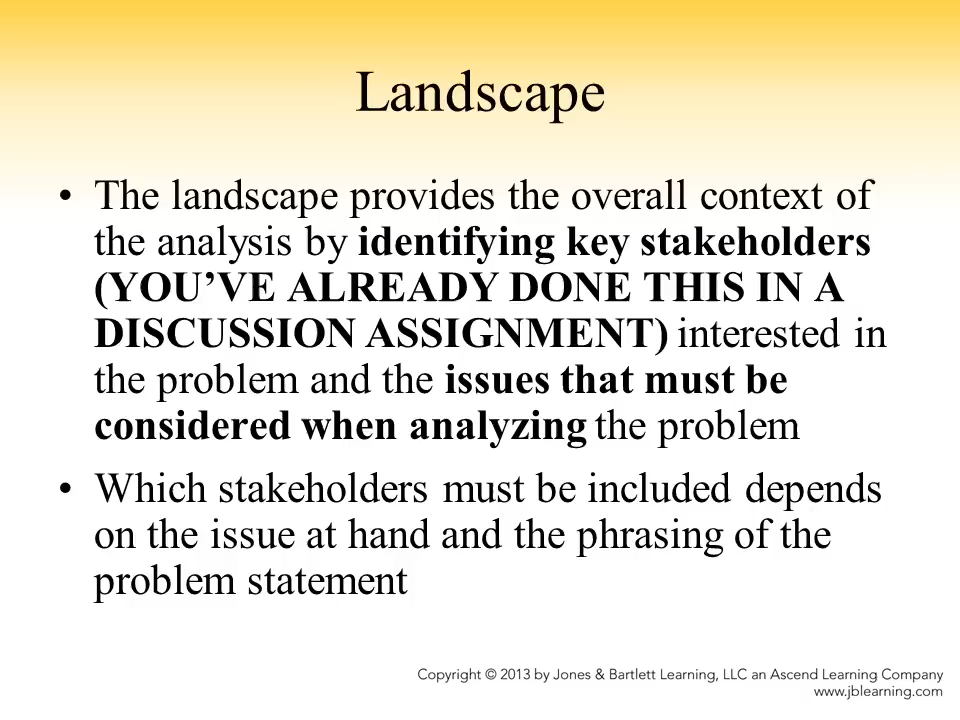 Landscape
• The landscape provides the overall context of
the analysis by identifying key stakeholders
(YOU’VE ALREADY DONE THIS IN A
DISCUSSION ASSIGNMENT) interested in
the problem and the issues that must be
considered when analyzing the problem
• Which stakeholders must be included depends
on the issue at hand and the phrasing of the
problem statement
Copyright © 2013 by Jones & Bartlett Learning, LLC an Ascend Learning Company
www.jblearning.com